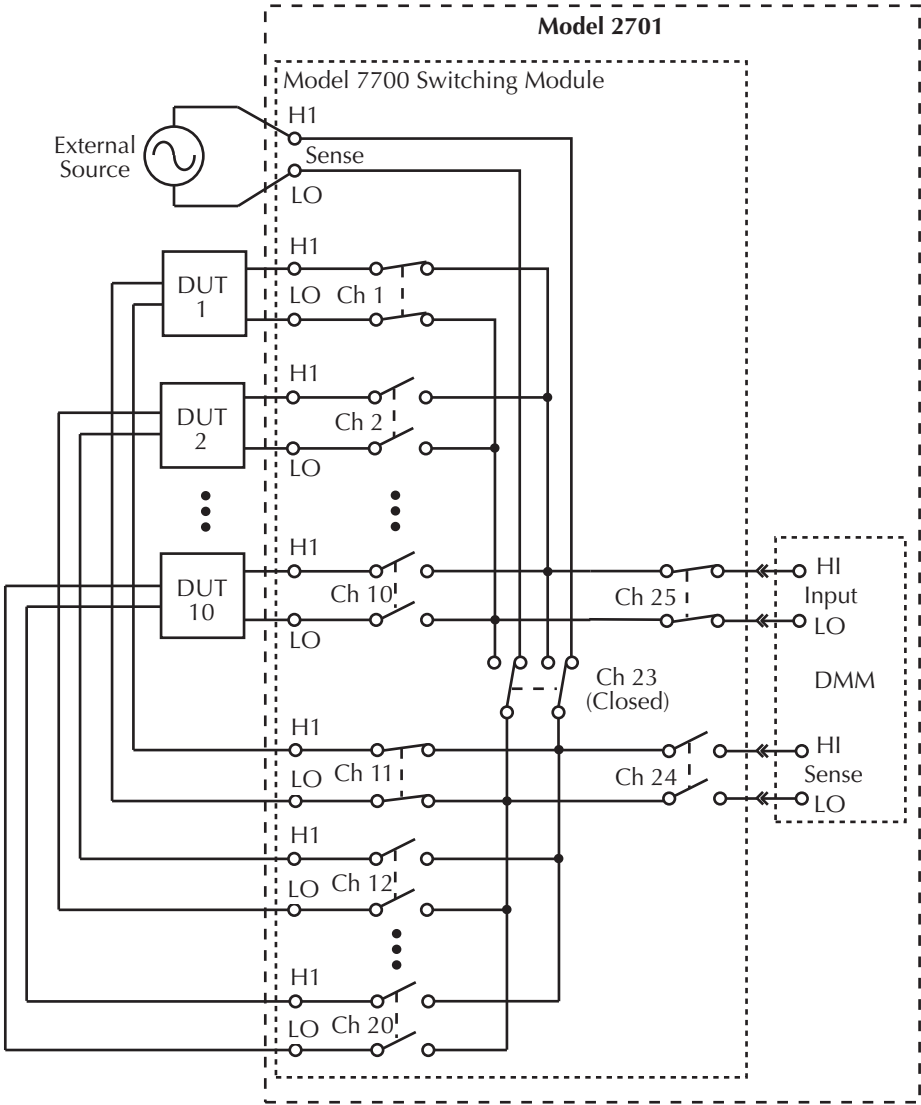 Model 2701
Model 7700 Switching Module
H1
External
Source
Sense
LO
H1
DUT
1
LO
Ch 1
H1
DUT
2
Ch 2
LO
H1
DUT
10
Ch 10
LO
Ch 25
HI
Input
LO
Ch 23
(Closed)
DMM
H1
LO
Ch 11
Ch 24
HI
Sense
LO
H1
LO
Ch 12
H1
LO
Ch 20